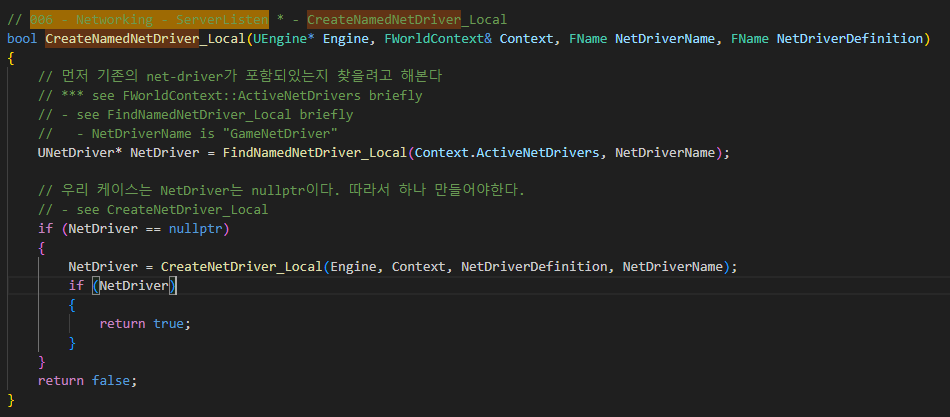 // 006 - Networking - ServerListen * - CreateNamedNetDriver_Local
bool CreateNamedNetDriver_Local(UEngine* Engine, FWorldContext& Context, FName NetDriverName, FName NetDriverDefinition)
{
// 먼저 기존의 net-driver가 포함되있는지 찾을려고 해본다
// *** see FWorldContext::ActiveNetDrivers briefly
// - see FindNamedNetDriver_Local briefly
//   - NetDriverName is "GameNetDriver"
UNetDriver* NetDriver = FindNamedNetDriver_Local(Context.ActiveNetDrivers, NetDriverName);
// 우리 케이스는 NetDriver는 nullptr이다. 따라서 하나 만들어야한다.
// - see CreateNetDriver_Local
if (NetDriver == nullptr)
{
NetDriver = CreateNetDriver_Local(Engine, Context, NetDriverDefinition, NetDriverName);
if (NetDriver)
{
return true;
}
}
return false;
}